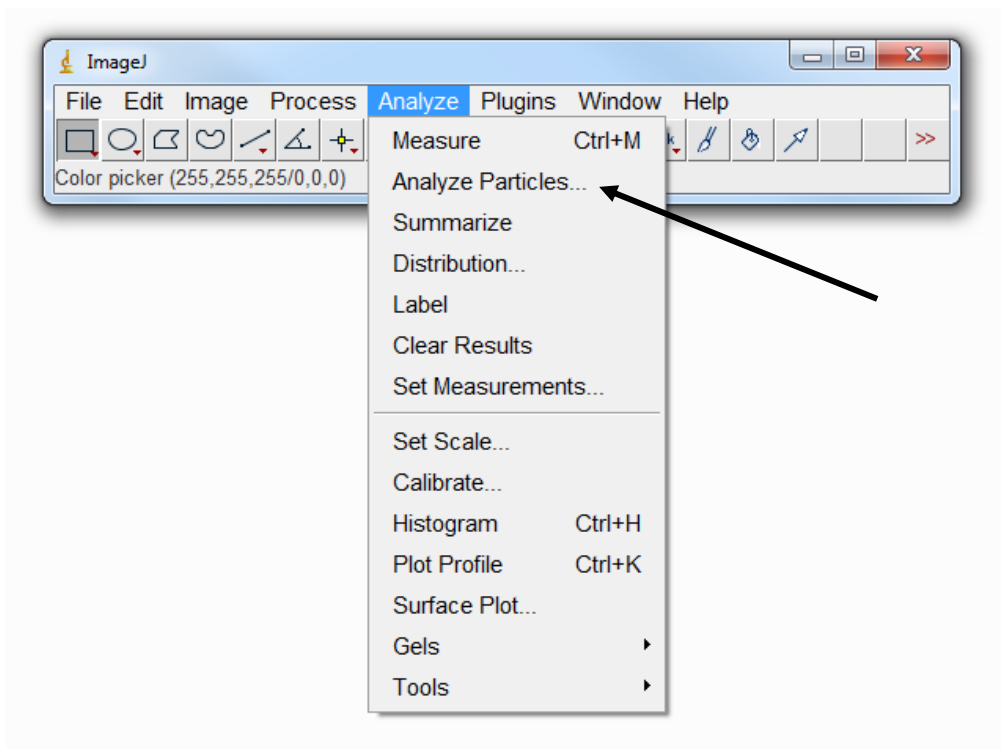 ImageJ
File Edit Image Process Analyze Plugins Window Help
Color picker (255,255,255/0,0,0)
Measure Ctrl+M
Analyze Particles...
Summarize
Distribution...
Label
Clear Results
Set Measurements...
Set Scale...
Calibrate...
Histogram Ctrl+H
Plot Profile Ctrl+K
Surface Plot...
Gels
Tools